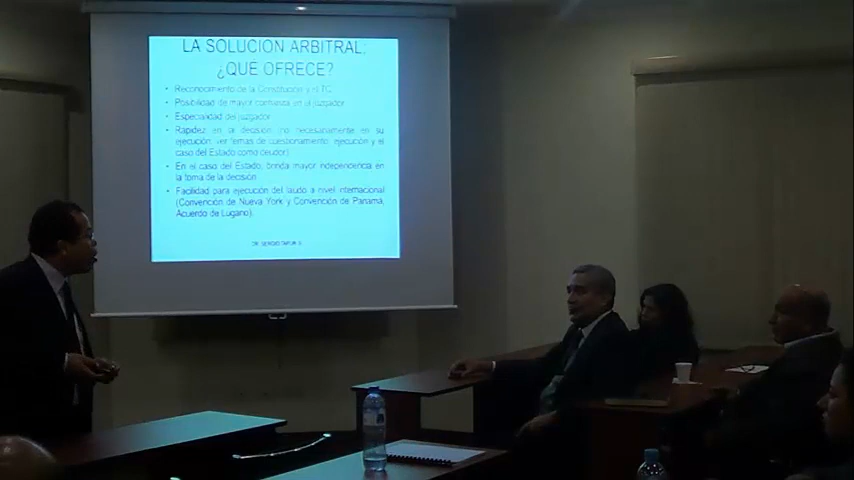 LA SOLUCION ARBITRAL:
¿QUÉ OFRECE?
• Reconocimiento de la Constitución y el TC
• Posibilidad de mayor confianza en el juzgador
• Especialidad del juzgador
• Rapidez en la decisión (no necesariamente en su
ejecución: ver temas de cuestionamiento, ejecución y el
caso del Estado como deudor)
• En el caso del Estado, brinda mayor independencia en
la toma de la decisión
• Facilidad para ejecución del laudo a nivel internacional
(Convención de Nueva York y Convención de Panamá,
Acuerdo de Lugano).
DR. SERGIO